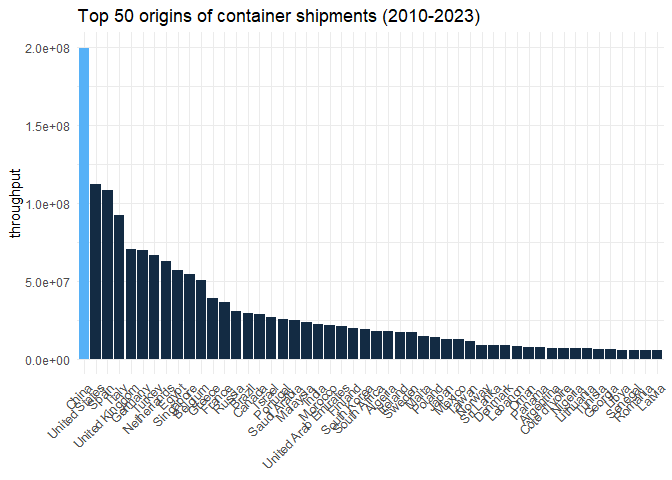 Top 50 origins of container shipments (2010-2023)
throughput
2.0e+08
1.5e+08
1.0e+08
5.0e+07
0.0e+00
China
United States
Spain
Italy
United Kingdom
Germany
Turkey
Netherlands
Egypt
Singapore
Belgium
Greece
France
Russia
Brazil
Canada
Israel
Portugal
Saudi Arabia
Malaysia
India
Morocco
United Arab Emirates
Finland
South Korea
South Africa
Algeria
Ireland
Sweden
Malta
Poland
Japan
Mexico
Taiwan
Norway
Sri Lanka
Denmark
Labanon
Oman
Panama
Argentina
Nigeria
Lithuania
Georgia
Libya
Senegal
Romania
Latvia